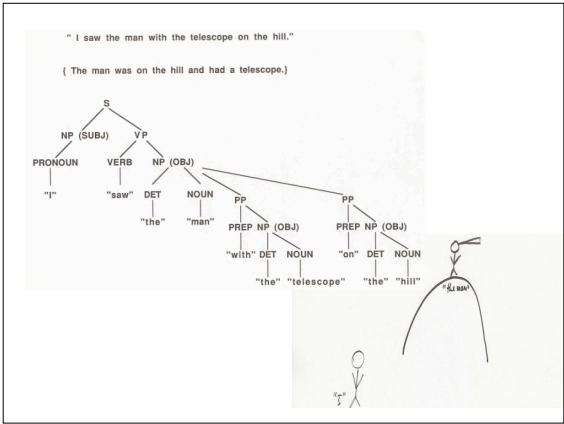 " I saw the man with the telescope on the hill."
{ The man was on the hill and had a telescope.}
S
NP (SUBJ) VP
PRONOUN VERB NP (OBJ)
"I" "saw" DET NOUN PP PP
"the" "man" PREP NP (OBJ) PREP NP (OBJ)
"with" DET NOUN "on" DET NOUN
"the" "telescope" "the" "hill"
"the man"
"I"